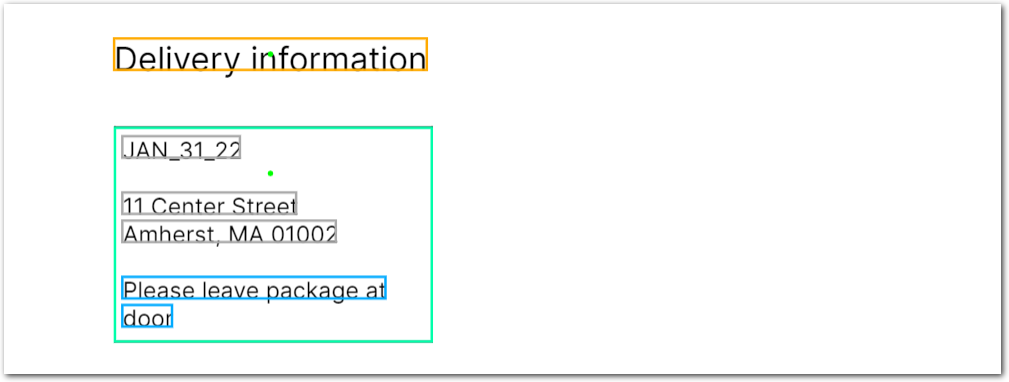 Delivery information
JAN_31_22
11 Center Street
Amherst, MA 01002
Please leave package at
door